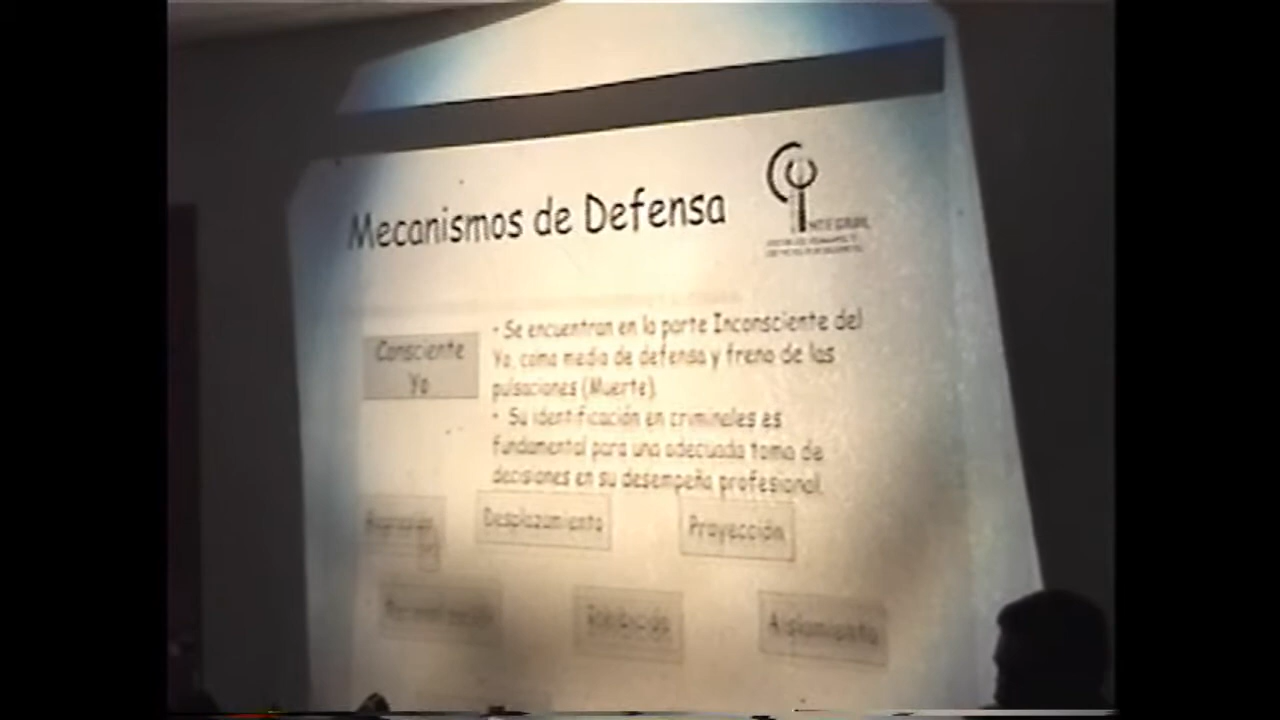 Mecanismos de Defensa
NTEGRAL
Consciente
Yo
• Se encuentran en la parte Inconsciente del
Yo, como medio de defensa y freno de las
pulsaciones (Muerte).
• Su identificación en criminales es
fundamental para una adecuada toma de
decisiones en su desempeño profesional.
Desplazamiento
Proyección
Inhibición
Aislamiento